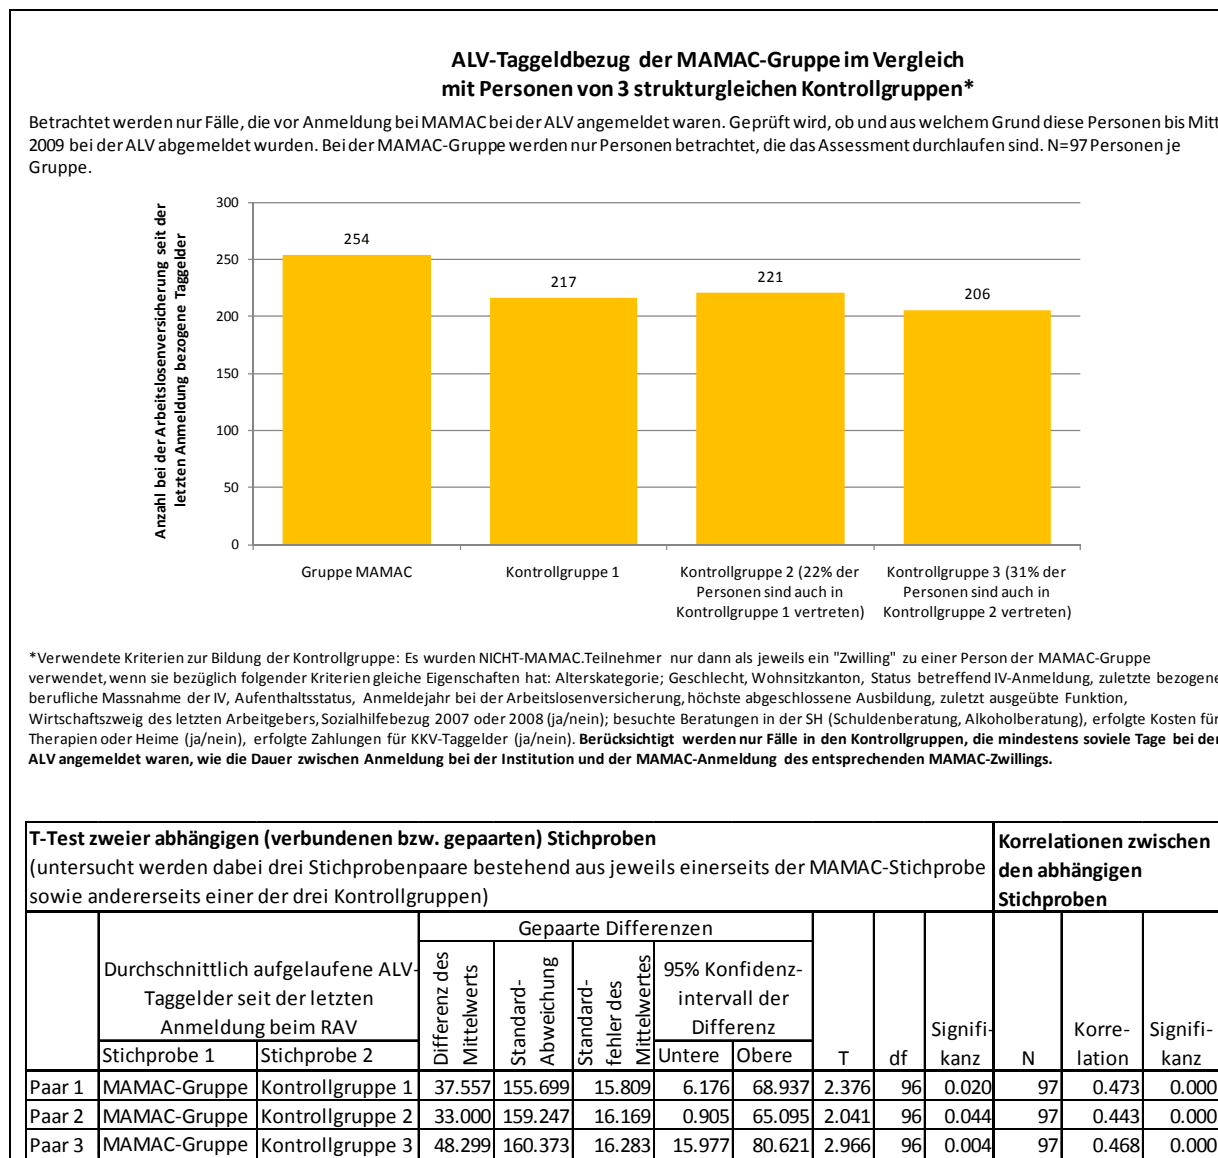 ALV-Taggeldbezug der MAMAC-Gruppe im Vergleich
mit Personen von 3 strukturgleichen Kontrollgruppen*
Betrachtet werden nur Fälle, die vor Anmeldung bei MAMAC bei der ALV angemeldet waren. Geprüft wird, ob und aus welchem Grund diese Personen bis Mitt
2009 bei der ALV abgemeldet wurden. Bei der MAMAC-Gruppe werden nur Personen betrachtet, die das Assessment durchlaufen sind. N=97 Personen je
Gruppe.
Anzahl bei der Arbeitslosenversicherung seit der
letzten Anmeldung bezogene Taggelder
300
250
200
150
100
50
0
254
217
221
206
Gruppe MAMAC
Kontrollgruppe 1
Kontrollgruppe 2 (22% der
Personen sind auch in
Kontrollgruppe 1 vertreten)
Kontrollgruppe 3 (31% der
Personen sind auch in
Kontrollgruppe 2 vertreten)
*Verwendete Kriterien zur Bildung der Kontrollgruppe: Es wurden NICHT-MAMAC.Teilnehmer nur dann als jeweils ein "Zwilling" zu einer Person der MAMAC-Gruppe
verwendet, wenn sie bezüglich folgender Kriterien gleiche Eigenschaften hat: Alterskategorie; Geschlecht, Wohnsitzkanton, Status betreffend IV-Anmeldung, zuletzte bezogene
berufliche Massnahme der IV, Aufenthaltsstatus, Anmeldejahr bei der Arbeitslosenversicherung, höchste abgeschlossene Ausbildung, zuletzt ausgeübte Funktion,
Wirtschaftszweig des letzten Arbeitgebers, Sozialhilfebezug 2007 oder 2008 (ja/nein); besuchte Beratungen in der SH (Schuldenberatung, Alkoholberatung), erfolgte Kosten für
Therapien oder Heime (ja/nein), erfolgte Zahlungen für KKV-Taggelder (ja/nein). Berücksichtigt werden nur Fälle in den Kontrollgruppen, die mindestens soviele Tage bei der
ALV angemeldet waren, wie die Dauer zwischen Anmeldung bei der Institution und der MAMAC-Anmeldung des entsprechenden MAMAC-Zwillings.
T-Test zweier abhängigen (verbundenen bzw. gepaarten) Stichproben
(untersucht werden dabei drei Stichprobenpaare bestehend aus jeweils einerseits der MAMAC-Stichprobe
sowie andererseits einer der drei Kontrollgruppen)
Korrelationen zwischen
den abhängigen
Stichproben
Durchschnittlich aufgelaufene ALV-
Taggelder seit der letzten
Anmeldung beim RAV
Gepaarte Differenzen
Differenz des
Mittelwerts
Standard-
Abweichung
Standard-
fehler des
Mittelwertes
95% Konfidenz-
intervall der
Differenz
Stichprobe 1 Stichprobe 2 Untere Obere T df Signifi-
kanz N Korre-
lation Signifi-
kanz
Paar 1 MAMAC-Gruppe Kontrollgruppe 1 37.557 155.699 15.809 6.176 68.937 2.376 96 0.020 97 0.473 0.000
Paar 2 MAMAC-Gruppe Kontrollgruppe 2 33.000 159.247 16.169 0.905 65.095 2.041 96 0.044 97 0.443 0.000
Paar 3 MAMAC-Gruppe Kontrollgruppe 3 48.299 160.373 16.283 15.977 80.621 2.966 96 0.004 97 0.468 0.000